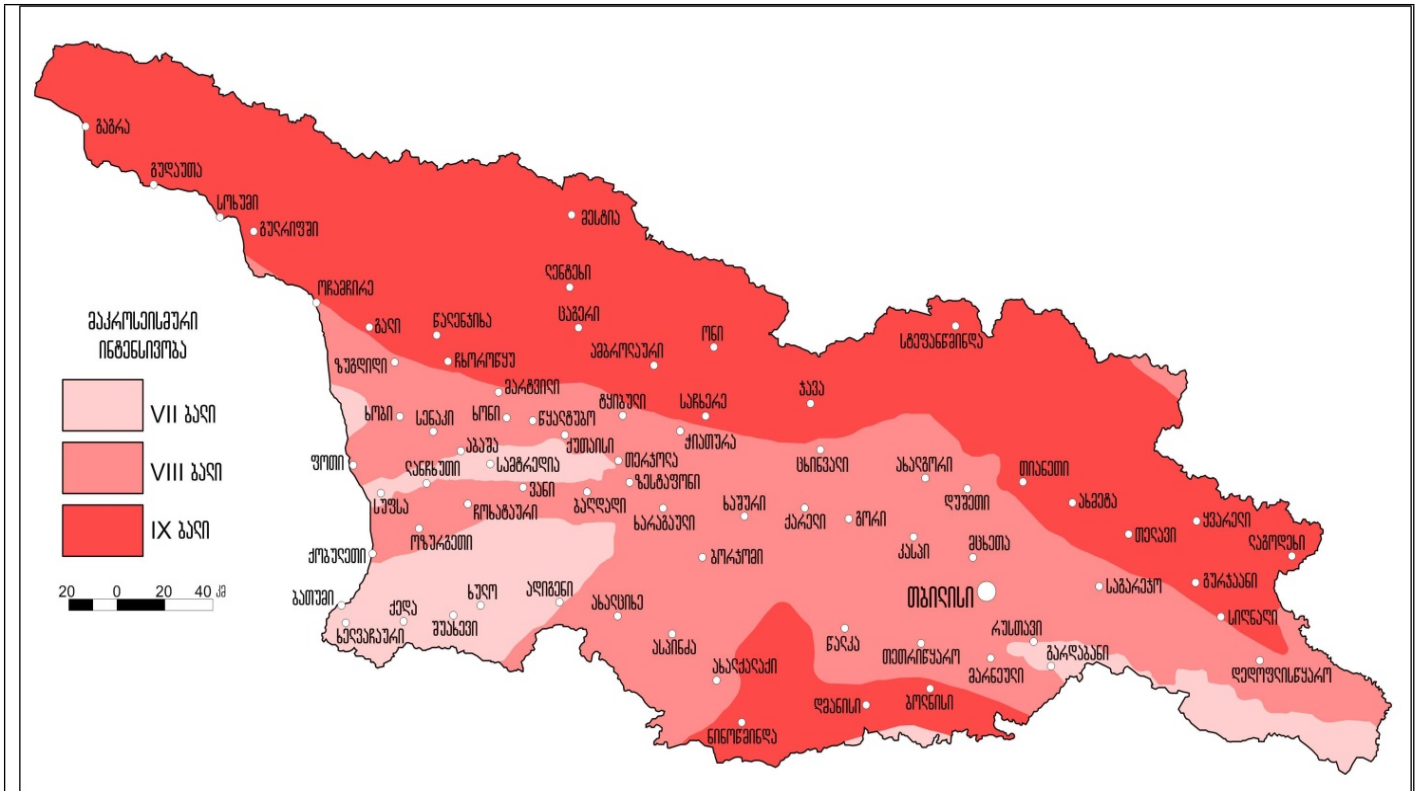 გაგრა
გუდაუთა
სოხუმი
გულრიფში
მესტია
ოჩამჩირე
ლენტეხი
გალი
წალენჯიხა
ცაგერი
ონი
სტეფანწმინდა
ზუგდიდი
ჩხოროწყუ
ამბროლაური
მარტვილი
ჯავა
ხობი
სენაკი
ხონი
წყალტუბო
ტყიბული
საჩხერე
აბაშა
ქუთაისი
ჭიათურა
ფოთი
ლანჩხუთი
სამტრედია
თერჯოლა
ცხინვალი
ახალგორი
თიანეთი
სუფსა
ვანი
ზესტაფონი
ჩოხატაური
ბაღდადი
ხარაგაული
ხაშური
ქარელი
გორი
დუშეთი
ახმეტა
ყვარელი
თელავი
ლაგოდეხი
ოზურგეთი
ქობულეთი
ბორჯომი
კასპი
მცხეთა
ბათუმი
ქედა
ხულო
ადიგენი
ახალციხე
თბილისი
საგარეჯო
გურჯაანი
ხელვაჩაური
შუახევი
ასპინძა
წალკა
თეთრიწყარო
რუსთავი
სიღნაღი
ახალქალაქი
მარნეული
გარდაბანი
დედოფლისწყარო
ნინოწმინდა
დმანისი
ბოლნისი
მაკროსეისმური
ინტენსივობა
VII ბალი
VIII ბალი
IX ბალი
20 0 20 40 კმ